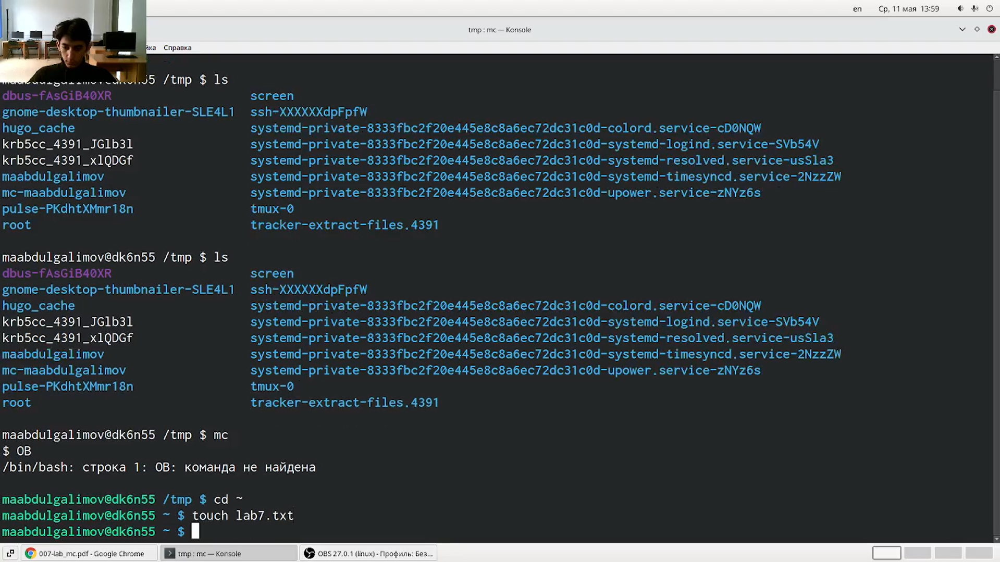 en
Ср, 11 мая 13:59
tmp : mc — Konsole
йка Справка
/tmp $ ls
dbus-fAsGiB40XR screen
gnome-desktop-thumbnailer-SLE4L1 ssh-XXXXXXdpFpfW
hugo_cache systemd-private-8333fbc2f20e445e8c8a6ec72dc31c0d-colord.service-cD0NQW
krb5cc_4391_JGlb3l systemd-private-8333fbc2f20e445e8c8a6ec72dc31c0d-systemd-logind.service-SVb54V
krb5cc_4391_xlQDGf systemd-private-8333fbc2f20e445e8c8a6ec72dc31c0d-systemd-resolved.service-usSla3
maabdulgalimov systemd-private-8333fbc2f20e445e8c8a6ec72dc31c0d-systemd-timesyncd.service-2NzzZW
mc-maabdulgalimov systemd-private-8333fbc2f20e445e8c8a6ec72dc31c0d-upower.service-zNYz6s
pulse-PKdhtXMmr18n tmux-0
root tracker-extract-files.4391
maabdulgalimov@dk6n55 /tmp $ ls
dbus-fAsGiB40XR screen
gnome-desktop-thumbnailer-SLE4L1 ssh-XXXXXXdpFpfW
hugo_cache systemd-private-8333fbc2f20e445e8c8a6ec72dc31c0d-colord.service-cD0NQW
krb5cc_4391_JGlb3l systemd-private-8333fbc2f20e445e8c8a6ec72dc31c0d-systemd-logind.service-SVb54V
krb5cc_4391_xlQDGf systemd-private-8333fbc2f20e445e8c8a6ec72dc31c0d-systemd-resolved.service-usSla3
maabdulgalimov systemd-private-8333fbc2f20e445e8c8a6ec72dc31c0d-systemd-timesyncd.service-2NzzZW
mc-maabdulgalimov systemd-private-8333fbc2f20e445e8c8a6ec72dc31c0d-upower.service-zNYz6s
pulse-PKdhtXMmr18n tmux-0
root tracker-extract-files.4391
maabdulgalimov@dk6n55 /tmp $ mc
$ OB
/bin/bash: строка 1: OB: команда не найдена
maabdulgalimov@dk6n55 /tmp $ cd ~
maabdulgalimov@dk6n55 ~ $ touch lab7.txt
maabdulgalimov@dk6n55 ~ $
007-lab_mc.pdf - Google Chrome
tmp : mc — Konsole
OBS 27.0.1 (linux) - Профиль: Без...